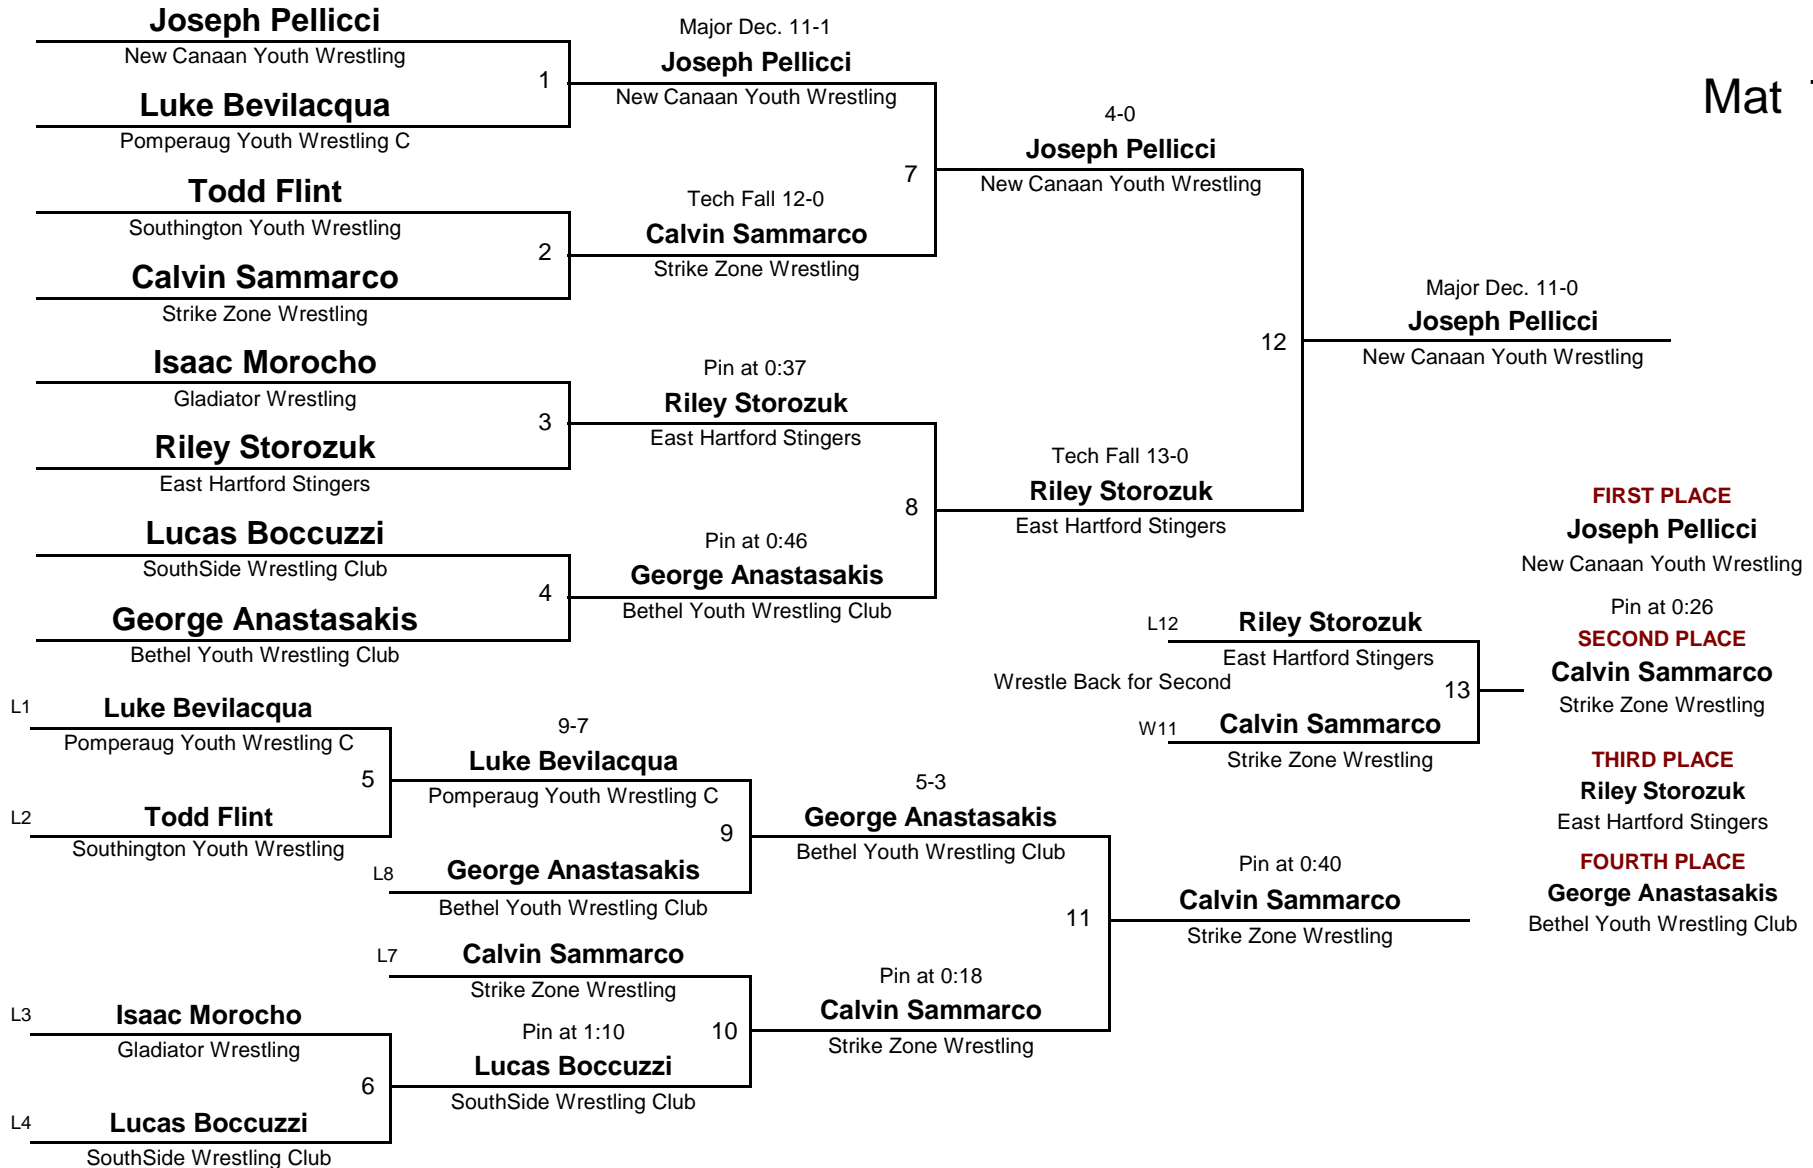 Joseph Pellicci
New Canaan Youth Wrestling
1
Luke Bevilacqua
Pomperaug Youth Wrestling C
Todd Flint
Southington Youth Wrestling
2
Calvin Sammarco
Strike Zone Wrestling
Isaac Morocho
Gladiator Wrestling
3
Riley Storozuk
East Hartford Stingers
Lucas Boccuzzi
SouthSide Wrestling Club
4
George Anastasakis
Bethel Youth Wrestling Club
Major Dec. 11-1
Joseph Pellicci
New Canaan Youth Wrestling
7
Tech Fall 12-0
Calvin Sammarco
Strike Zone Wrestling
Pin at 0:37
Riley Storozuk
East Hartford Stingers
8
Pin at 0:46
George Anastasakis
Bethel Youth Wrestling Club
4-0
Joseph Pellicci
New Canaan Youth Wrestling
12
Tech Fall 13-0
Riley Storozuk
East Hartford Stingers
Mat
Major Dec. 11-0
Joseph Pellicci
New Canaan Youth Wrestling
L1
Luke Bevilacqua
Pomperaug Youth Wrestling C
5
L2
Todd Flint
Southington Youth Wrestling
L3
Isaac Morocho
Gladiator Wrestling
6
L4
Lucas Boccuzzi
SouthSide Wrestling Club
9-7
Luke Bevilacqua
Pomperaug Youth Wrestling C
9
L8
George Anastasakis
Bethel Youth Wrestling Club
L7
Calvin Sammarco
Strike Zone Wrestling
10
Pin at 1:10
Lucas Boccuzzi
SouthSide Wrestling Club
5-3
George Anastasakis
Bethel Youth Wrestling Club
11
Pin at 0:18
Calvin Sammarco
Strike Zone Wrestling
Pin at 0:40
Calvin Sammarco
Strike Zone Wrestling
L12
Riley Storozuk
East Hartford Stingers
Wrestle Back for Second
13
W11
Calvin Sammarco
Strike Zone Wrestling
FIRST PLACE
Joseph Pellicci
New Canaan Youth Wrestling
Pin at 0:26
SECOND PLACE
Calvin Sammarco
Strike Zone Wrestling
THIRD PLACE
Riley Storozuk
East Hartford Stingers
FOURTH PLACE
George Anastasakis
Bethel Youth Wrestling Club